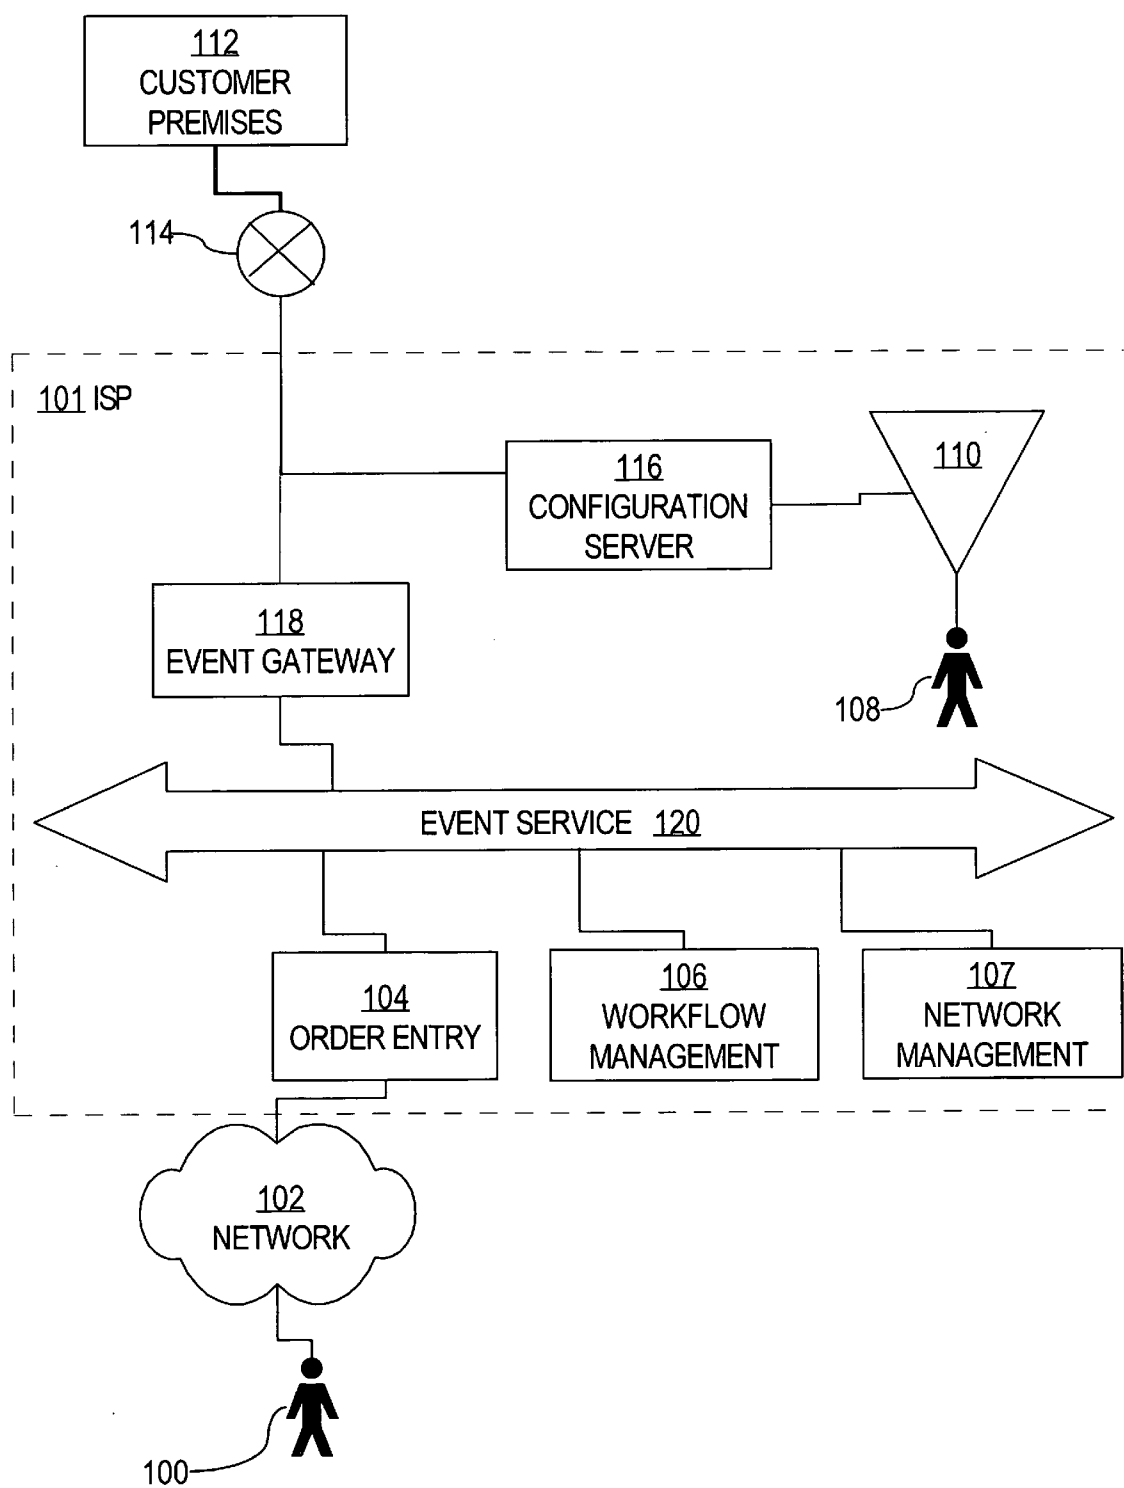 112
CUSTOMER
PREMISES
114
101 ISP
110
116
CONFIGURATION
SERVER
118
EVENT GATEWAY
108
EVENT SERVICE 120
104
ORDER ENTRY
106
WORKFLOW
MANAGEMENT
107
NETWORK
MANAGEMENT
102
NETWORK
100